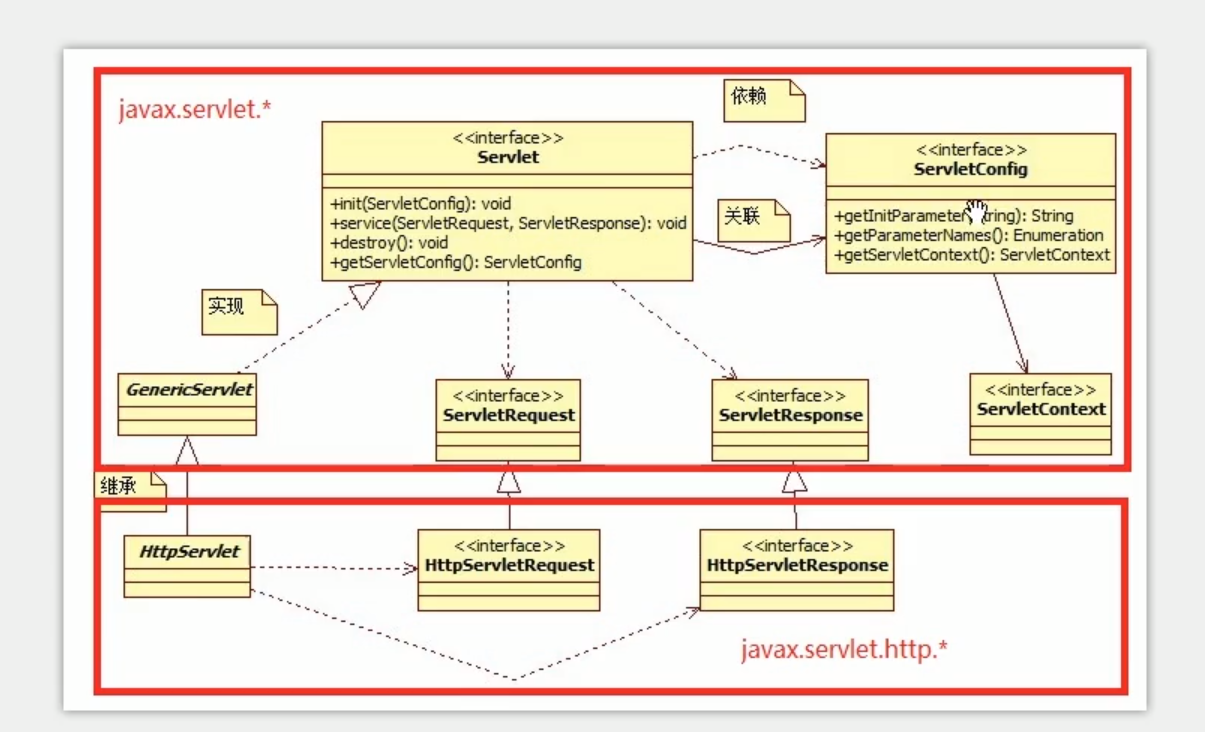 javax.servlet.*
依赖
<<interface>>
Servlet
+init(ServletConfig): void
+service(ServletRequest, ServletResponse): void
+destroy(): void
+getServletConfig(): ServletConfig
<<interface>>
ServletConfig
+getInitParameter tring): String
+getParameterNames(): Enumeration
+getServletContext(): ServletContext
关联
实现
GenericServlet
<<interface>>
ServletRequest
<<interface>>
ServletResponse
<<interface>>
ServletContext
继承
HttpServlet
<<interface>>
HttpServletRequest
<<interface>>
HttpServletResponse
javax.servlet.http.*